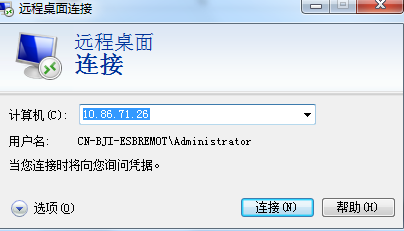 远程桌面连接
远程桌面
连接
计算机(C): 10.86.71.26
用户名: CN-BJI-ESBREMOT\Administrator
当您连接时将向您询问凭据。
选项(O) 连接(N) 帮助(H)